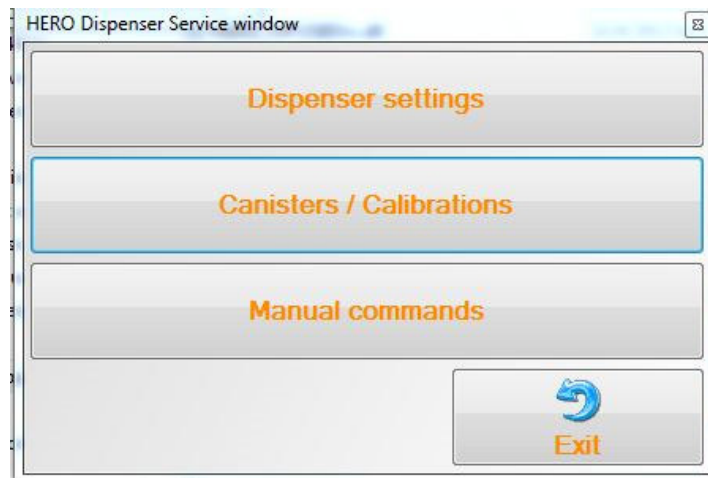 HERO Dispenser Service window
Dispenser settings
Canisters / Calibrations
Manual commands
Exit